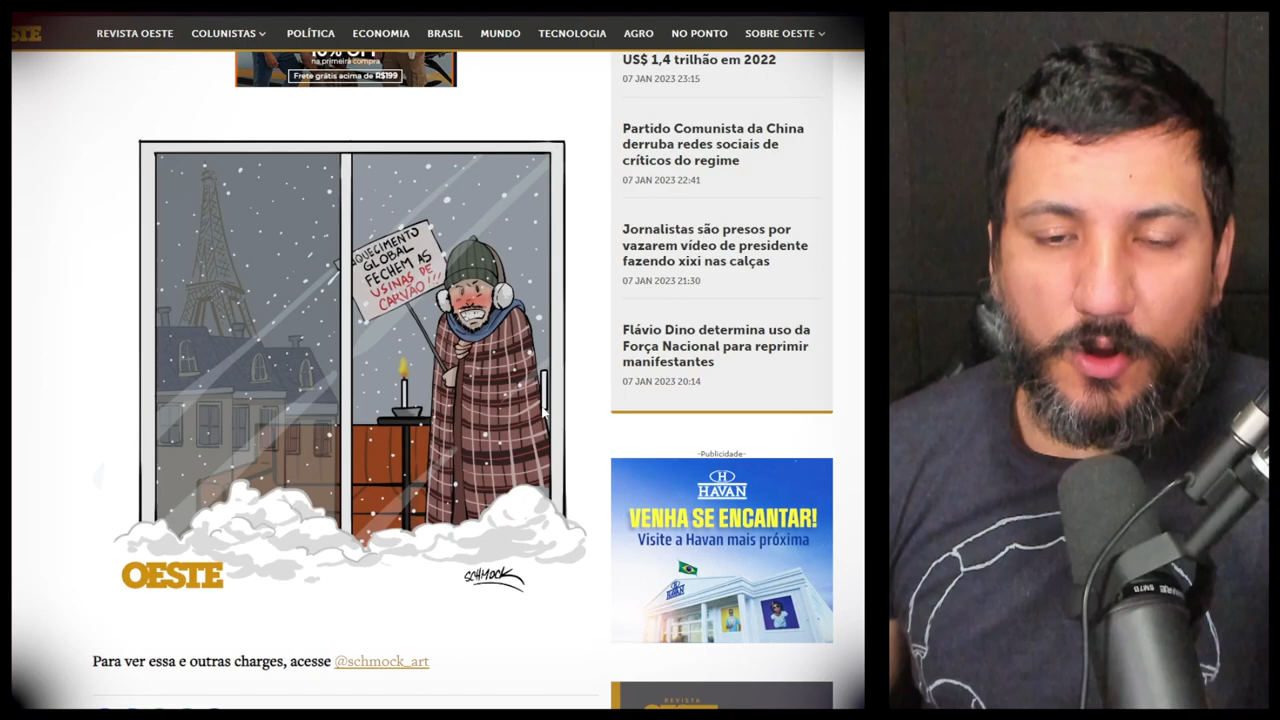 REVISTA OESTE COLUNISTAS POLÍTICA ECONOMIA BRASIL MUNDO TECNOLOGIA AGRO NO PONTO SOBRE OESTE
na primeira compra
Frete grátis acima de R$199
AQUECIMENTO
GLOBAL
FECHEM AS
USINAS DE
CARVÃO!!!
OESTE
SCHMOCK
Para ver essa e outras charges, acesse @schmock_art
US$ 1,4 trilhão em 2022
07 JAN 2023 23:15
Partido Comunista da China
derruba redes sociais de
críticos do regime
07 JAN 2023 22:41
Jornalistas são presos por
vazarem vídeo de presidente
fazendo xixi nas calças
07 JAN 2023 21:30
Flávio Dino determina uso da
Força Nacional para reprimir
manifestantes
07 JAN 2023 20:14
-Publicidade-
H
HAVAN
VENHA SE ENCANTAR!
Visite a Havan mais próxima
HAVAN
REVISTA
SM7B